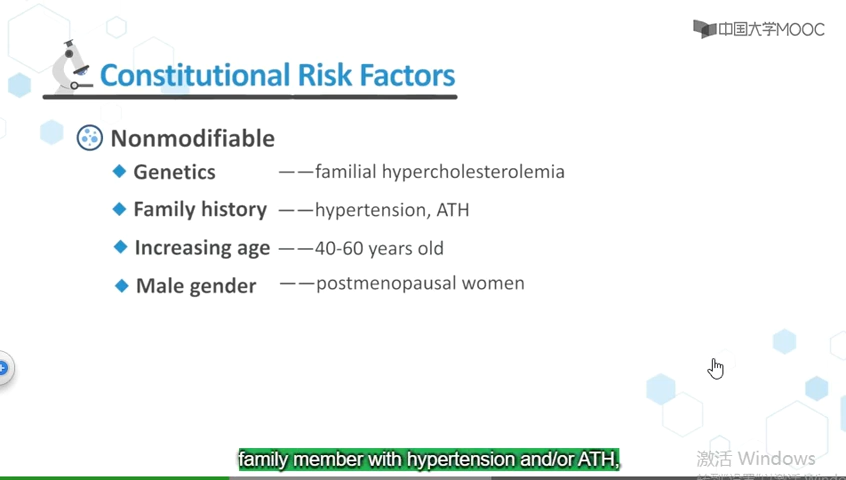 中国大学MOOC
Constitutional Risk Factors
Nonmodifiable
Genetics ——familial hypercholesterolemia
Family history ——hypertension, ATH
Increasing age ——40-60 years old
Male gender ——postmenopausal women
family member with hypertension and/or ATH,
激活 Windows